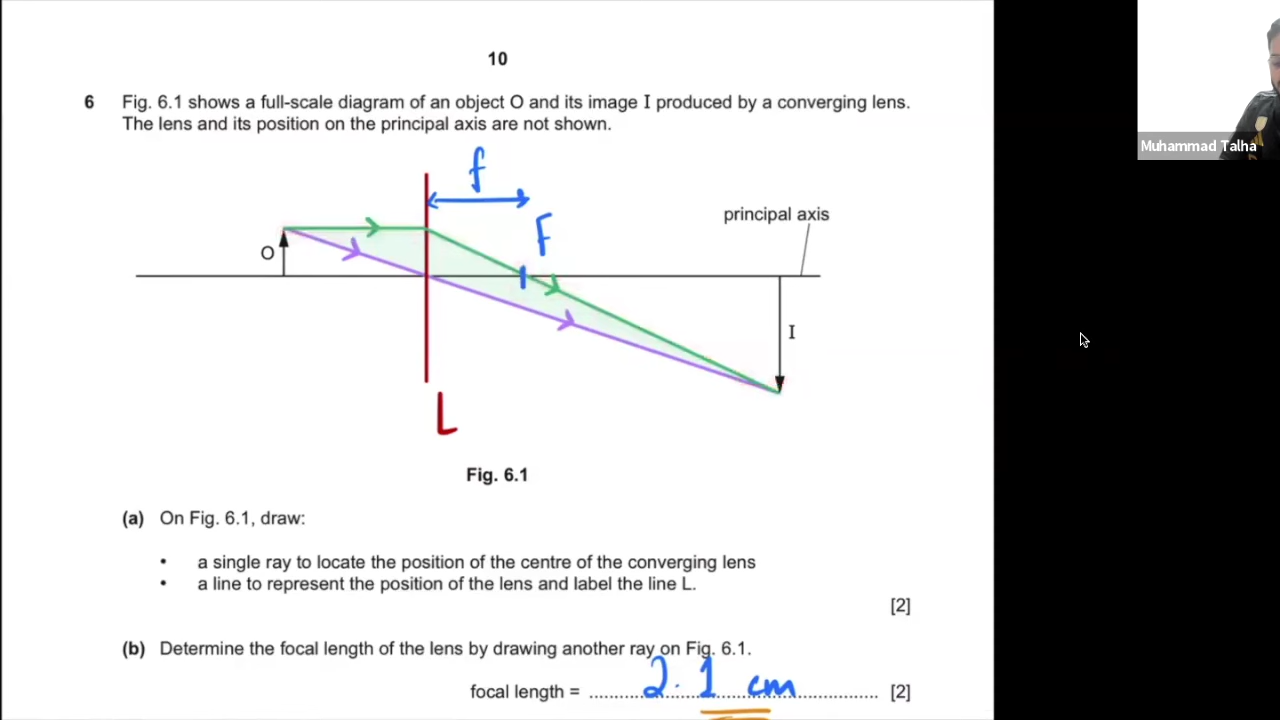 10
6 Fig. 6.1 shows a full-scale diagram of an object O and its image I produced by a converging lens.
The lens and its position on the principal axis are not shown.
Muhammad Talha
f
principal axis
F
O
I
L
Fig. 6.1
(a) On Fig. 6.1, draw:
• a single ray to locate the position of the centre of the converging lens
• a line to represent the position of the lens and label the line L.
[2]
(b) Determine the focal length of the lens by drawing another ray on Fig. 6.1.
focal length = 2.1 cm [2]